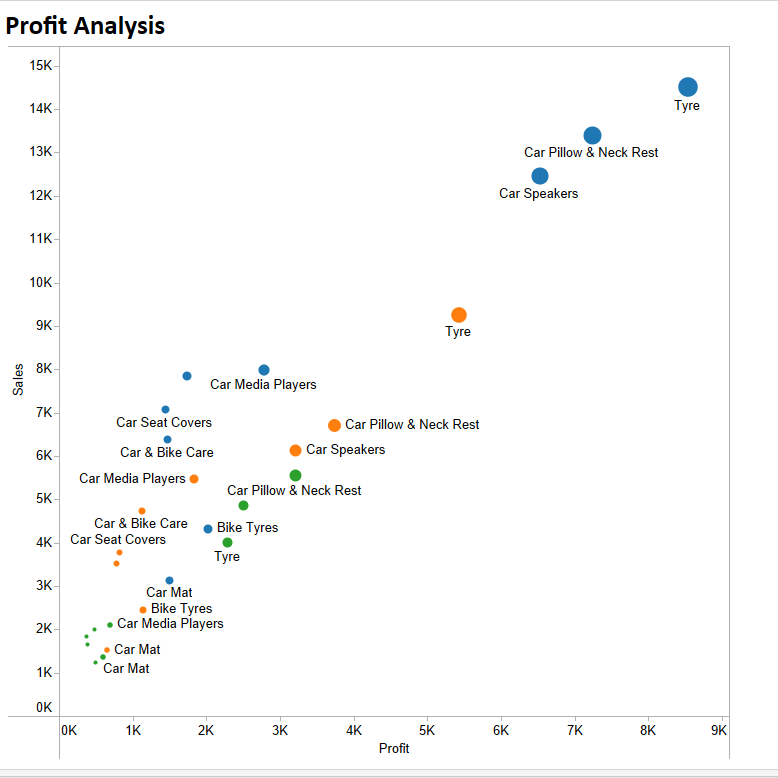 Profit Analysis
15K
Tyre
14K
13K
Car Pillow & Neck Rest
12K
Car Speakers
11K
10K
9K
Tyre
8K
Car Media Players
7K
Car Seat Covers
Car Pillow & Neck Rest
Car & Bike Care
Car Speakers
6K
Sales
Car Media Players
Car Pillow & Neck Rest
5K
Car & Bike Care
Bike Tyres
Car Seat Covers
4K
Tyre
3K
Car Mat
Bike Tyres
Car Media Players
2K
Car Mat
Car Mat
1K
0K
0K 1K 2K 3K 4K 5K 6K 7K 8K 9K
Profit